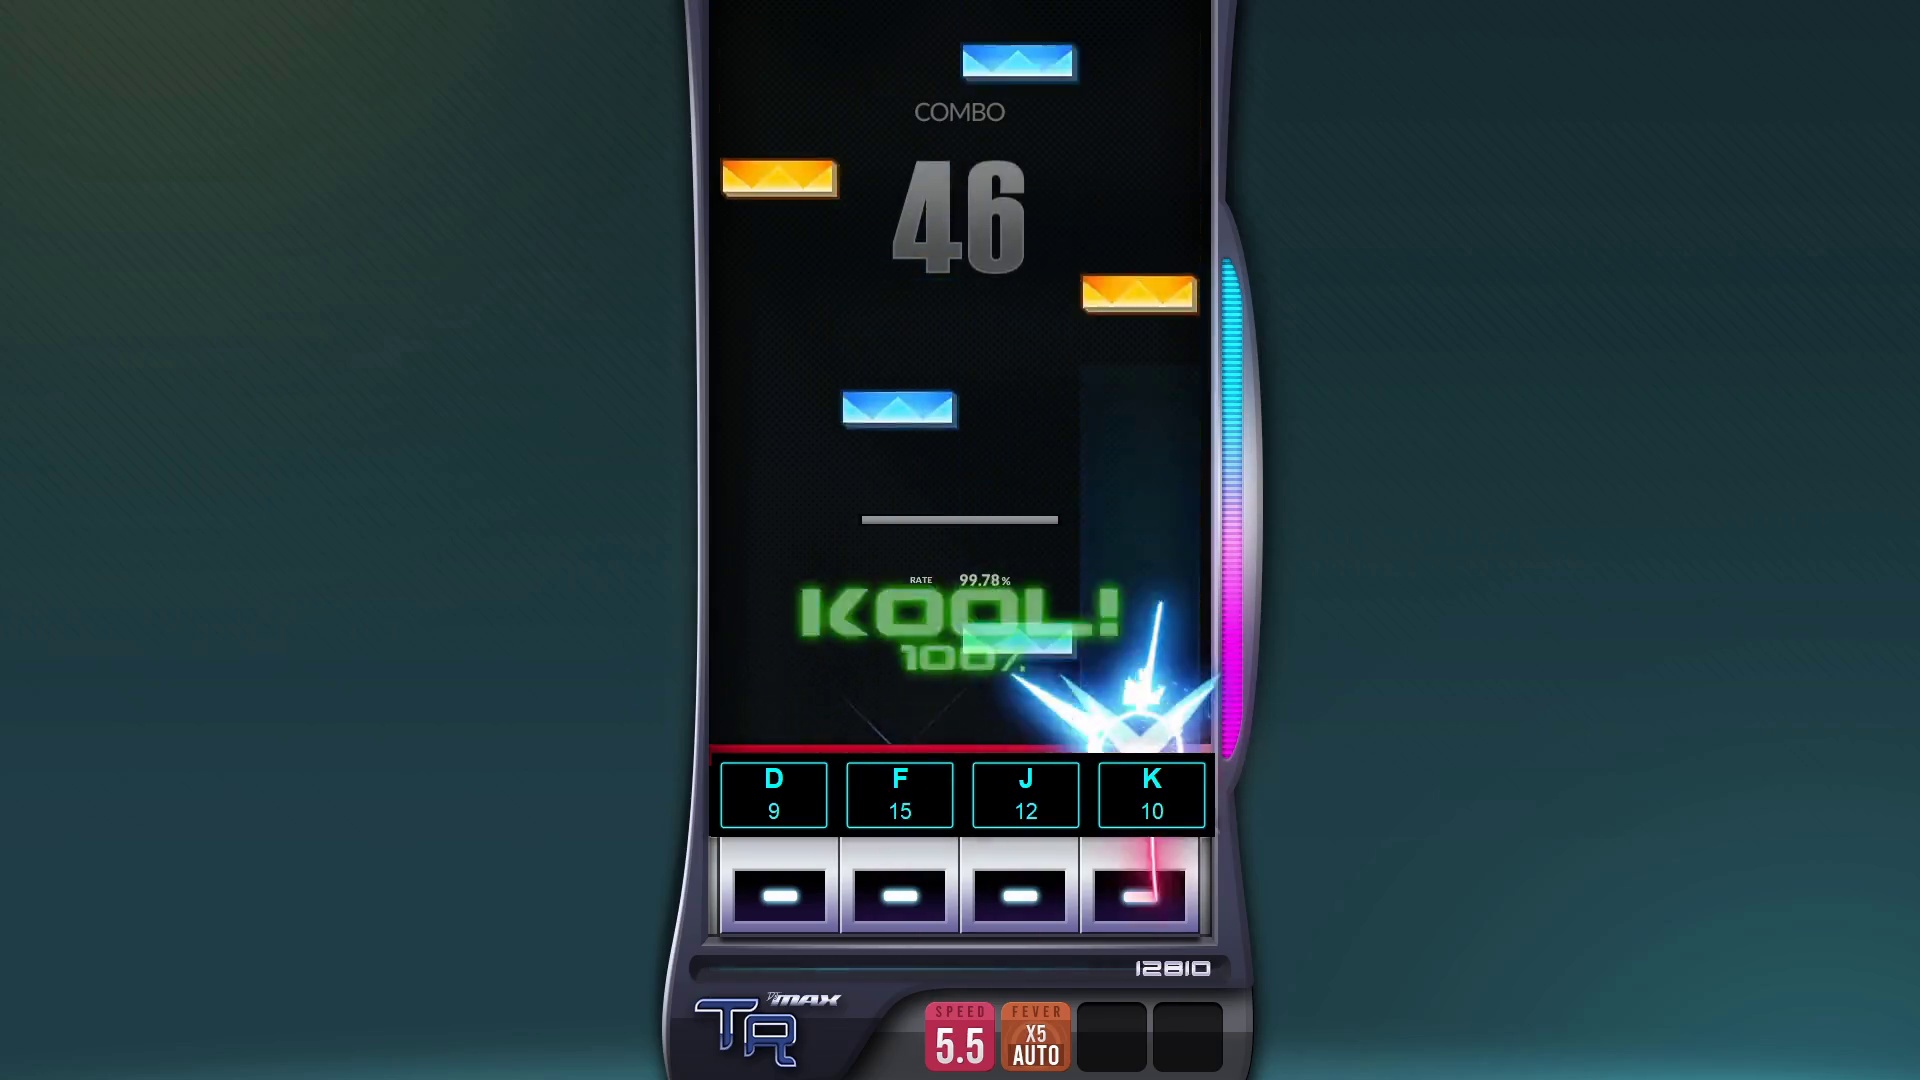 COMBO
46
RATE 99.78%
KOOL!
100%
D F J K
9 15 12 10
12810
MAX
TR
SPEED
5.5
FEVER
X5
AUTO